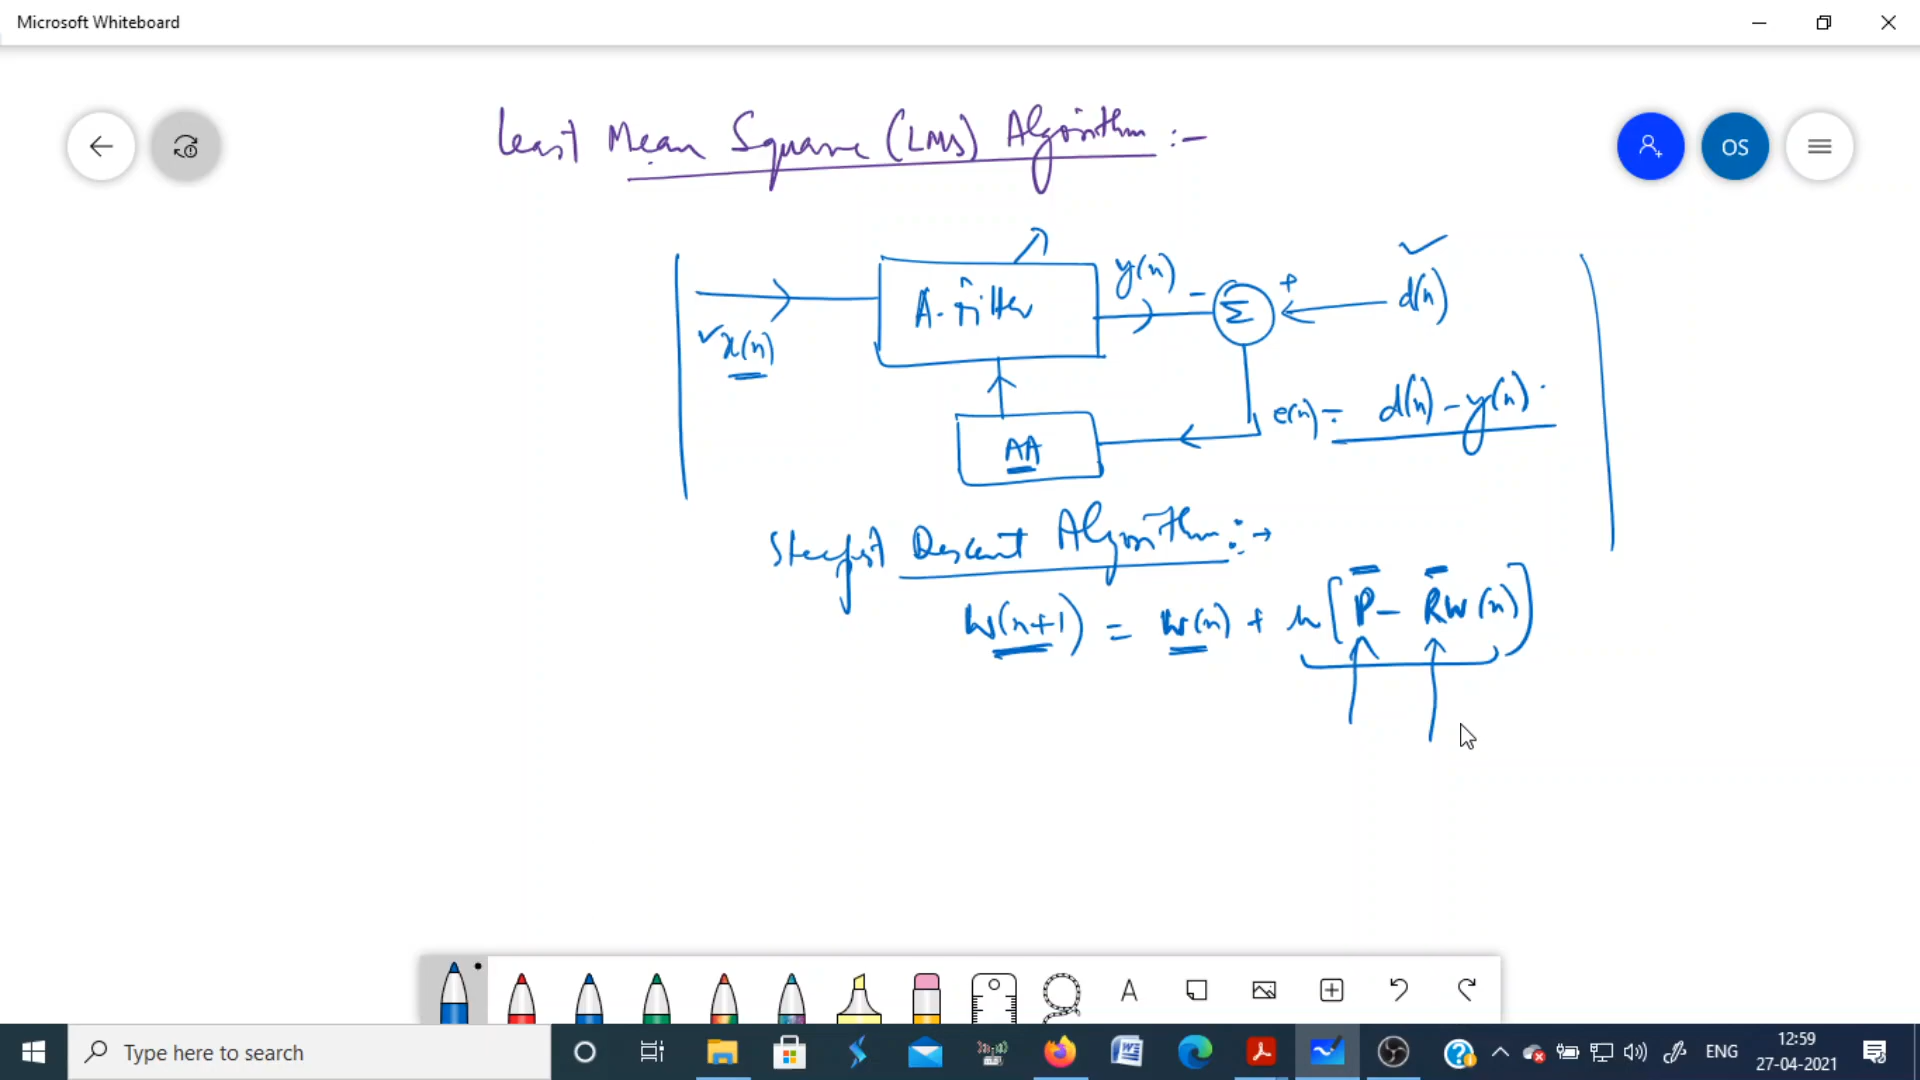 Microsoft Whiteboard
Least Mean Square (LMS) Algorithm :-
OS
x(n)
A-filter
y(n)
-
Σ
+
d(n)
AA
e(n) = d(n) - y(n).
Steepest Descent Algorithm :→
W(n+1) = W(n) + μ[P - RW(n)]
A
Type here to search
ENG
12:59
27-04-2021